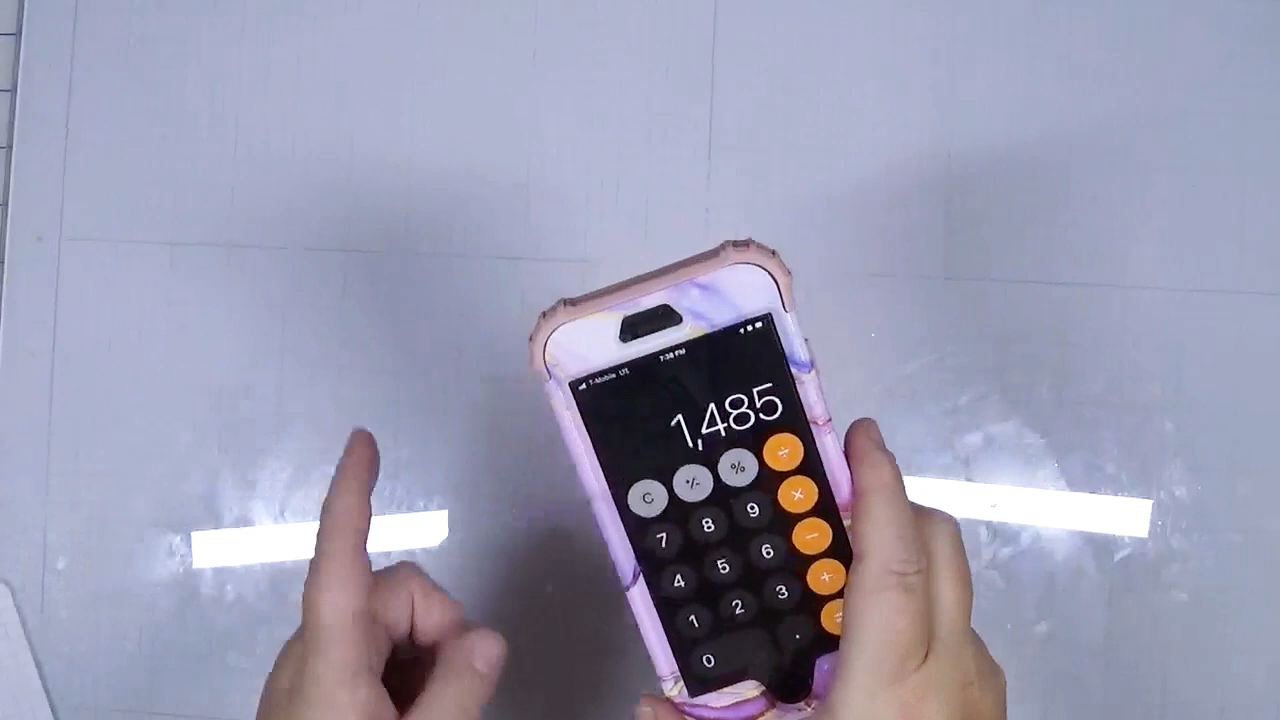 T-Mobile LTE
7:38 PM
1,485
C +/- % ÷
7 8 9 ×
4 5 6 −
1 2 3 +
0 . =